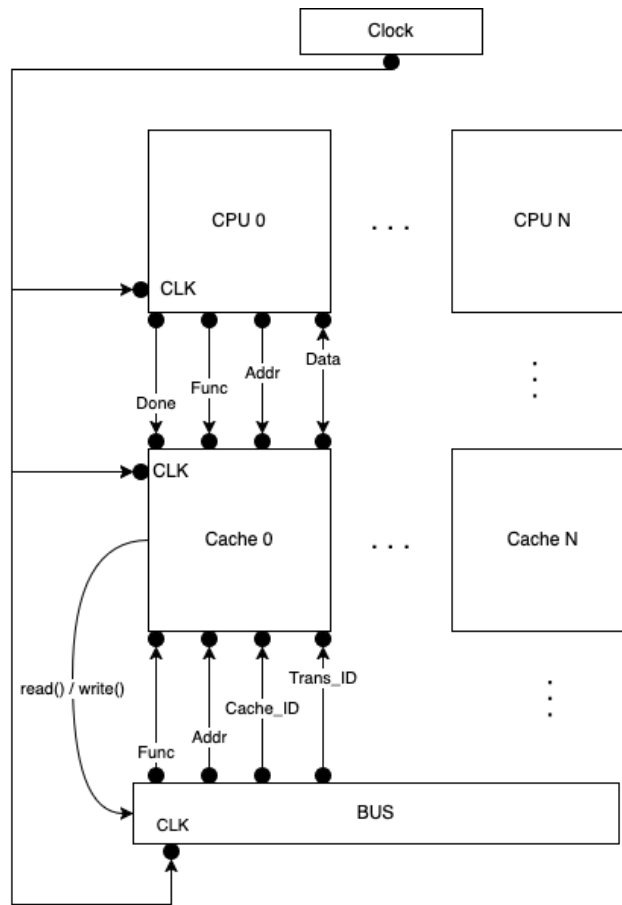 Clock
CPU 0
. . .
CPU N
CLK
Data
Addr
Func
Done
CLK
Cache 0
. . .
Cache N
read() / write()
Trans_ID
Cache_ID
Addr
Func
BUS
CLK